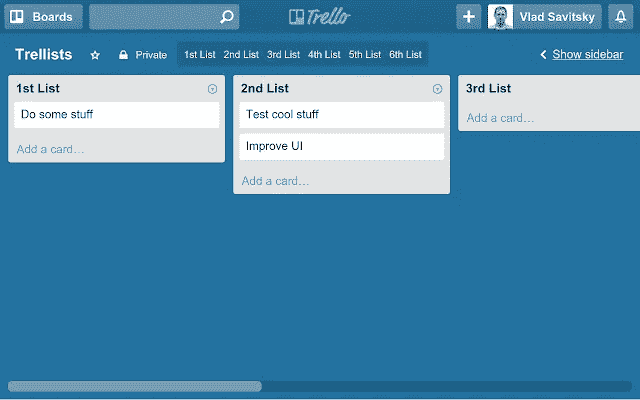 Boards
Trello
Vlad Savitsky
Trellists
Private
1st List 2nd List 3rd List 4th List 5th List 6th List
Show sidebar
1st List
Do some stuff
Add a card…
2nd List
Test cool stuff
Improve UI
Add a card…
3rd List
Add a card…